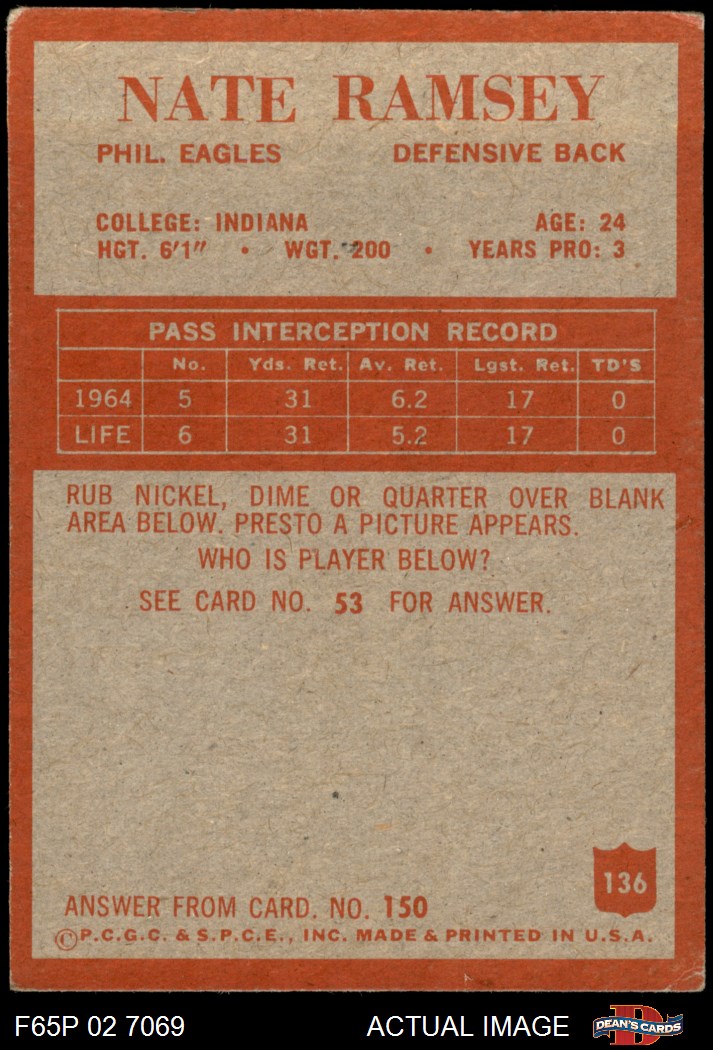 NATE RAMSEY
PHIL. EAGLES DEFENSIVE BACK
COLLEGE: INDIANA AGE: 24
HGT. 6'1" • WGT. 200 • YEARS PRO: 3
PASS INTERCEPTION RECORD
No. Yds. Ret. Av. Ret. Lgst. Ret. TD'S
1964 5 31 6.2 17 0
LIFE 6 31 5.2 17 0
RUB NICKEL, DIME OR QUARTER OVER BLANK
AREA BELOW. PRESTO A PICTURE APPEARS.
WHO IS PLAYER BELOW?
SEE CARD NO. 53 FOR ANSWER.
136
ANSWER FROM CARD. NO. 150
©P.C.G.C. & S.P.C.E., INC. MADE & PRINTED IN U.S.A.
F65P 02 7069 ACTUAL IMAGE D DEAN'S CARDS